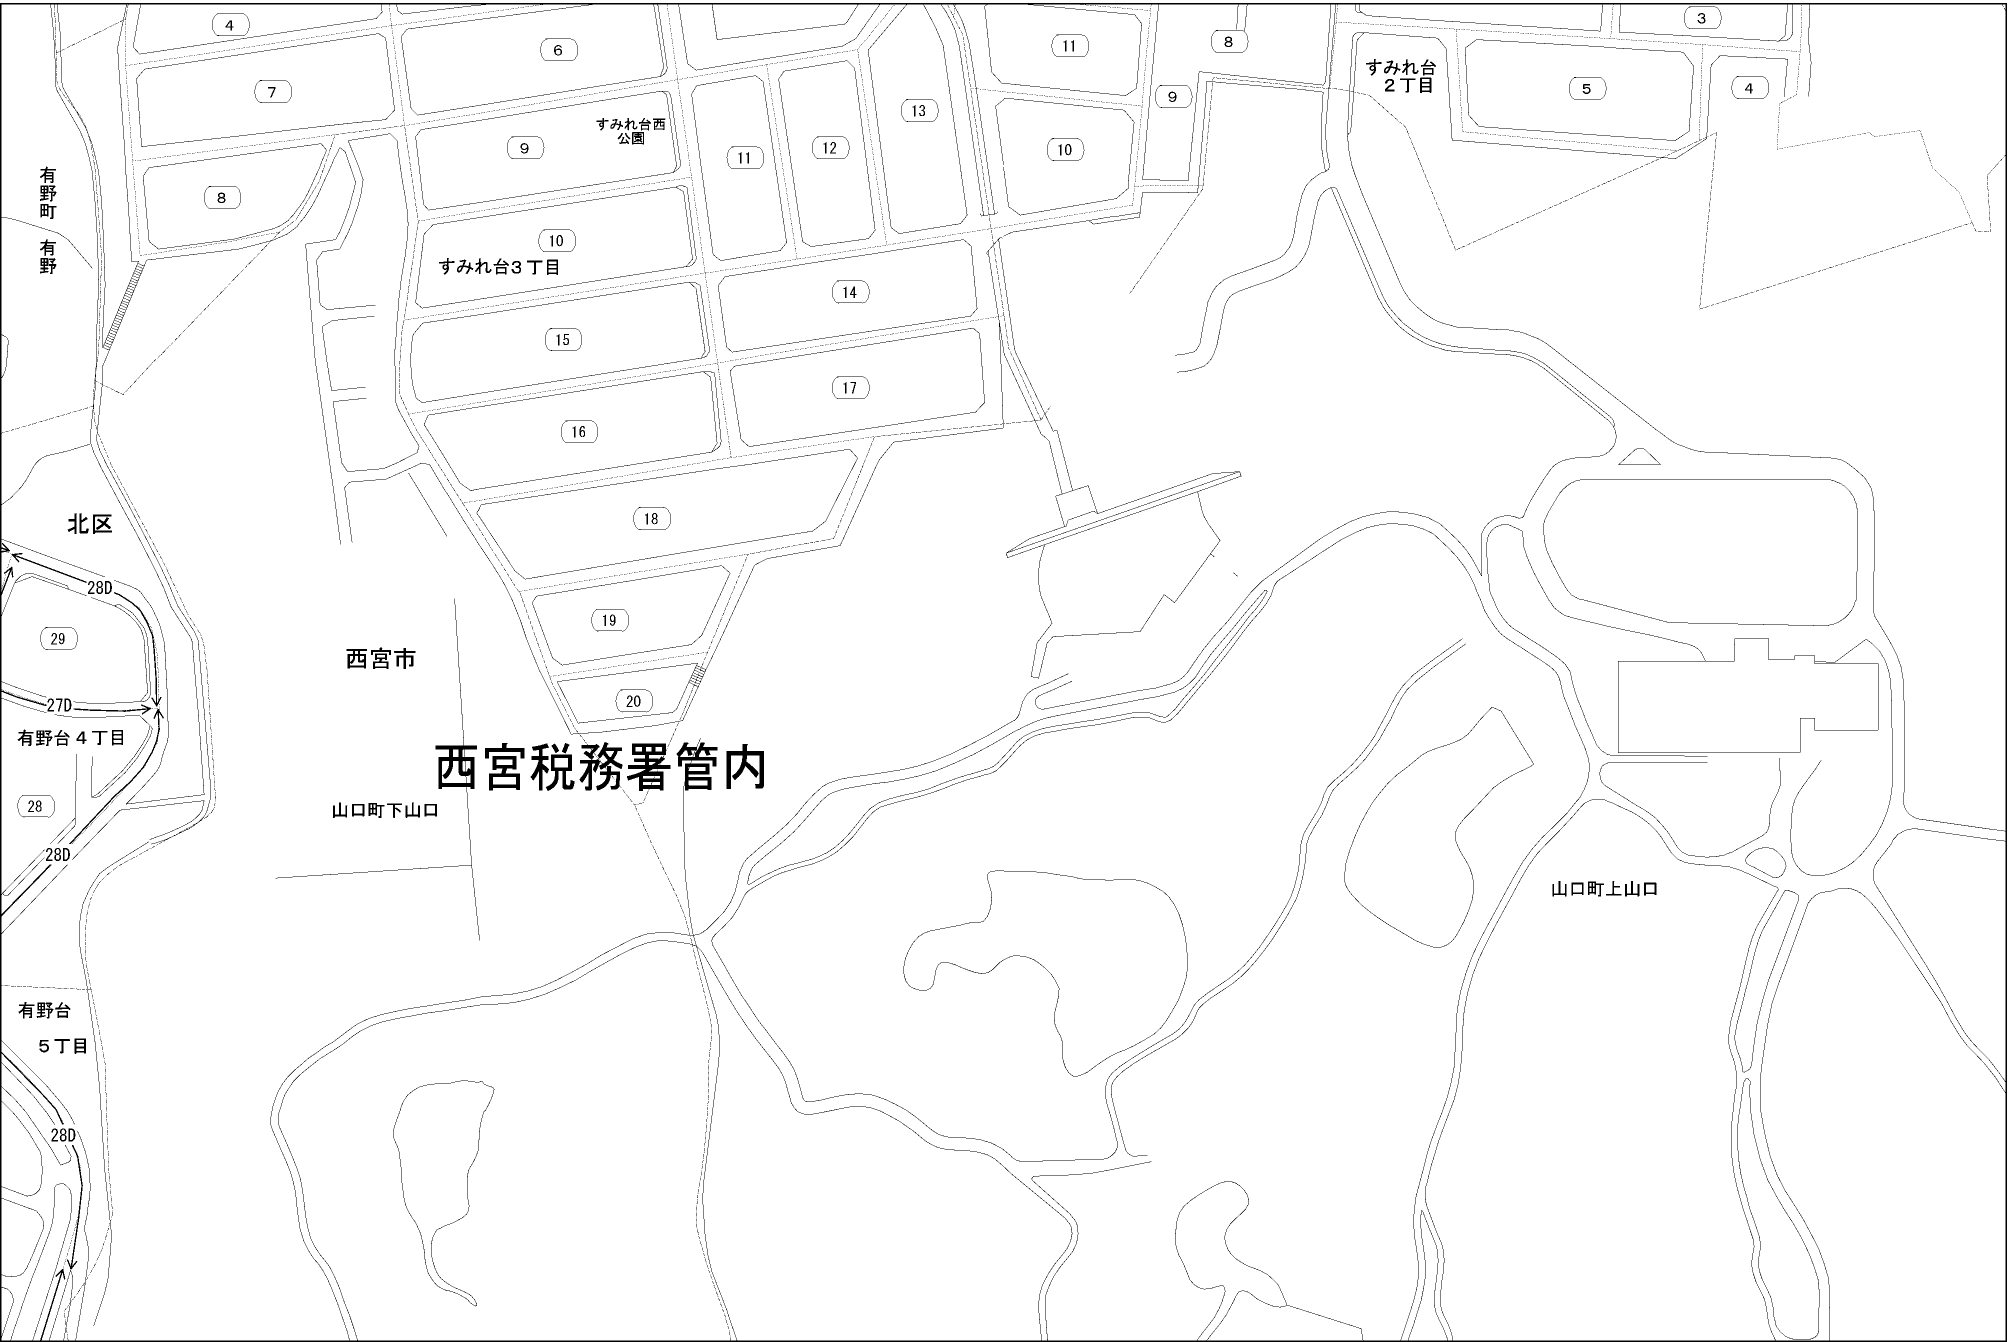 4
6
7
11
8
3
すみれ台
2丁目
5
4
9
13
すみれ台西
公園
9
11
12
10
有野町
有野
8
10
すみれ台3丁目
14
15
17
16
北区
18
28D
29
19
西宮市
20
27D
有野台4丁目
西宮税務署管内
28
山口町下山口
28D
山口町上山口
有野台
5丁目
28D